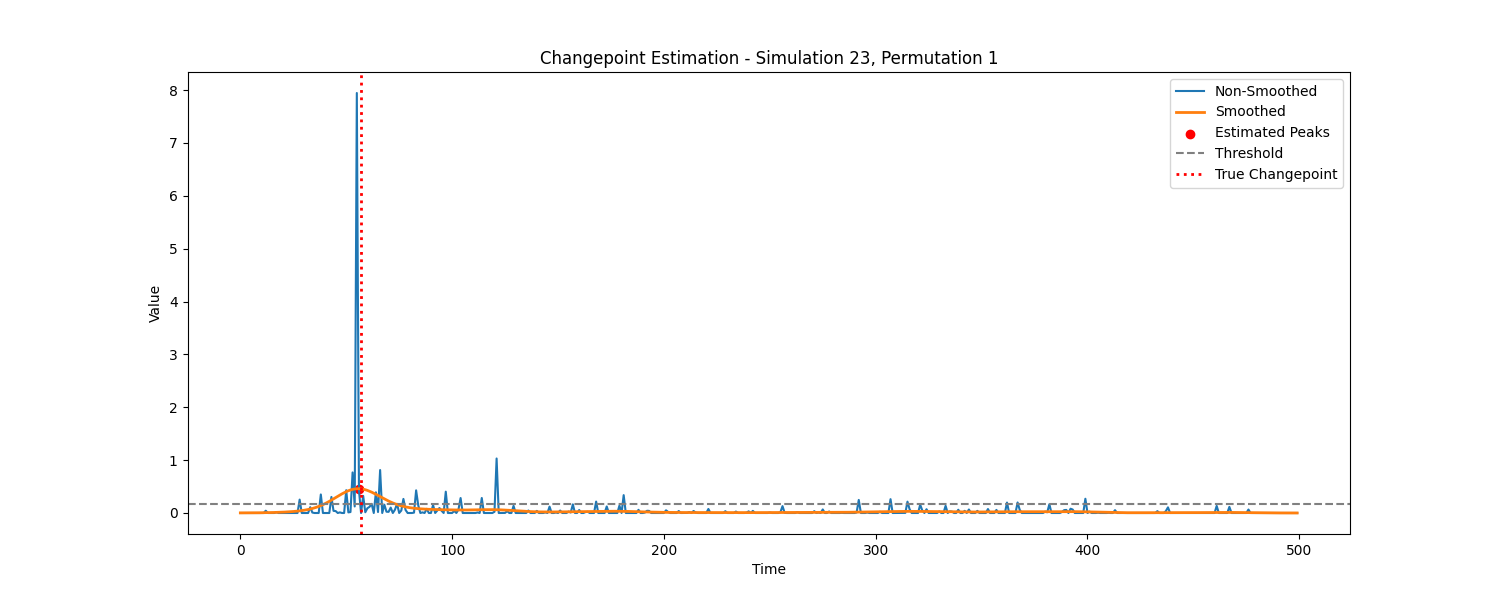 Changepoint Estimation - Simulation 23, Permutation 1
Non-Smoothed
Smoothed
Estimated Peaks
Threshold
True Changepoint
Value
8
7
6
5
4
3
2
1
0
0 100 200 300 400 500
Time